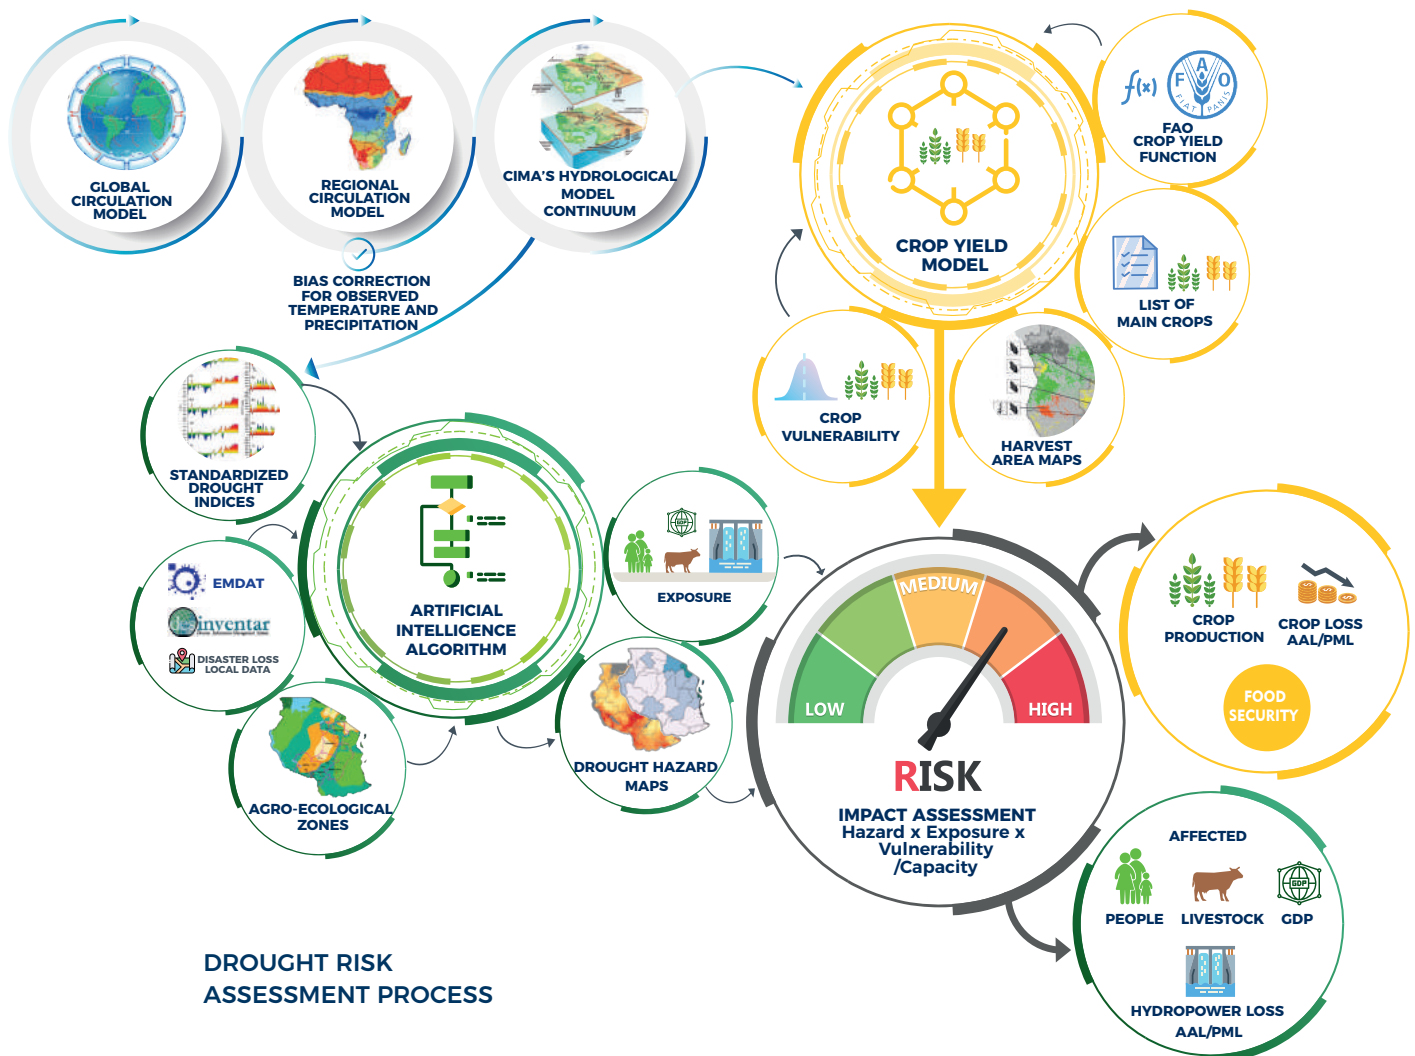 GLOBAL
CIRCULATION
MODEL
REGIONAL
CIRCULATION
MODEL
CIMA'S HYDROLOGICAL
MODEL
CONTINUUM
BIAS CORRECTION
FOR OBSERVED
TEMPERATURE AND
PRECIPITATION
CROP YIELD
MODEL
f(x)
F A O
FIAT PANIS
FAO
CROP YIELD
FUNCTION
LIST OF
MAIN CROPS
CROP
VULNERABILITY
HARVEST
AREA MAPS
STANDARDIZED
DROUGHT
INDICES
EMDAT
desinventar
DISASTER LOSS
LOCAL DATA
AGRO-ECOLOGICAL
ZONES
ARTIFICIAL
INTELLIGENCE
ALGORITHM
GDP
EXPOSURE
DROUGHT HAZARD
MAPS
LOW
MEDIUM
HIGH
RISK
IMPACT ASSESSMENT
Hazard x Exposure x
Vulnerability
/Capacity
CROP
PRODUCTION
CROP LOSS
AAL/PML
FOOD
SECURITY
AFFECTED
GDP
PEOPLE
LIVESTOCK
GDP
HYDROPOWER LOSS
AAL/PML
DROUGHT RISK
ASSESSMENT PROCESS